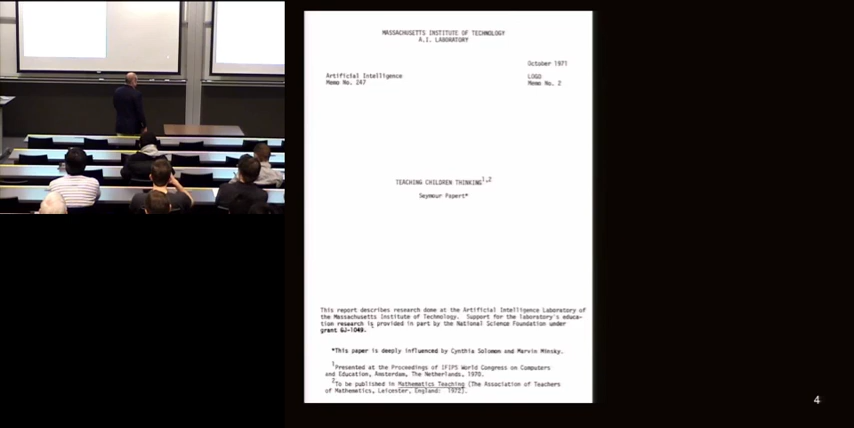 MASSACHUSETTS INSTITUTE OF TECHNOLOGY
A.I. LABORATORY
October 1971
Artificial Intelligence
Memo No. 247
LOGO
Memo No. 2
TEACHING CHILDREN THINKING1,2
Seymour Papert*
This report describes research done at the Artificial Intelligence Laboratory of
the Massachusetts Institute of Technology. Support for the laboratory's educa-
tion research is provided in part by the National Science Foundation under
grant GJ-1049.
*This paper is deeply influenced by Cynthia Solomon and Marvin Minsky.
1Presented at the Proceedings of IFIPS World Congress on Computers
and Education, Amsterdam, The Netherlands, 1970.
2To be published in Mathematics Teaching (The Association of Teachers
of Mathematics, Leicester, England: 1972).
4